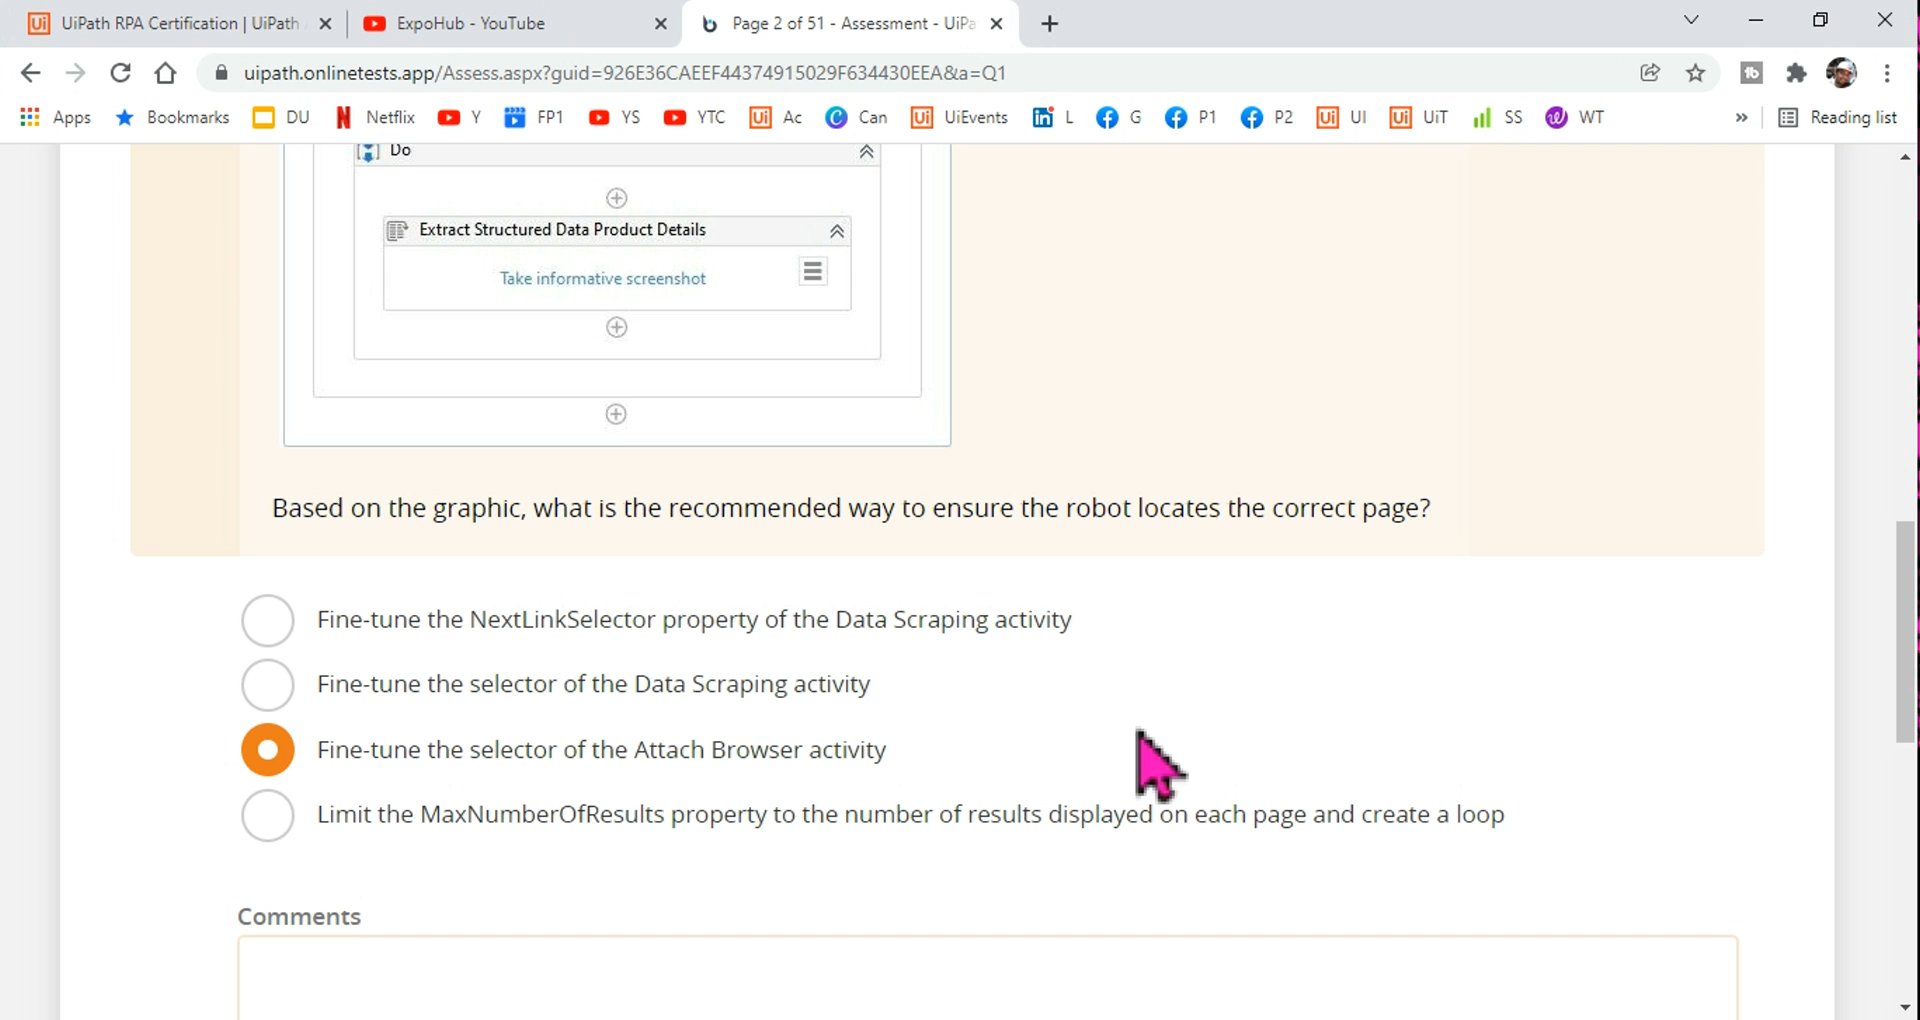 UiPath RPA Certification | UiPath
ExpoHub - YouTube
Page 2 of 51 - Assessment - UiPa
uipath.onlinetests.app/Assess.aspx?guid=926E36CAEEF44374915029F634430EEA&a=Q1
Apps Bookmarks DU Netflix Y FP1 YS YTC Ac Can UiEvents L G P1 P2 UI UiT SS WT » Reading list
Do
Extract Structured Data Product Details
Take informative screenshot
Based on the graphic, what is the recommended way to ensure the robot locates the correct page?
Fine-tune the NextLinkSelector property of the Data Scraping activity
Fine-tune the selector of the Data Scraping activity
Fine-tune the selector of the Attach Browser activity
Limit the MaxNumberOfResults property to the number of results displayed on each page and create a loop
Comments